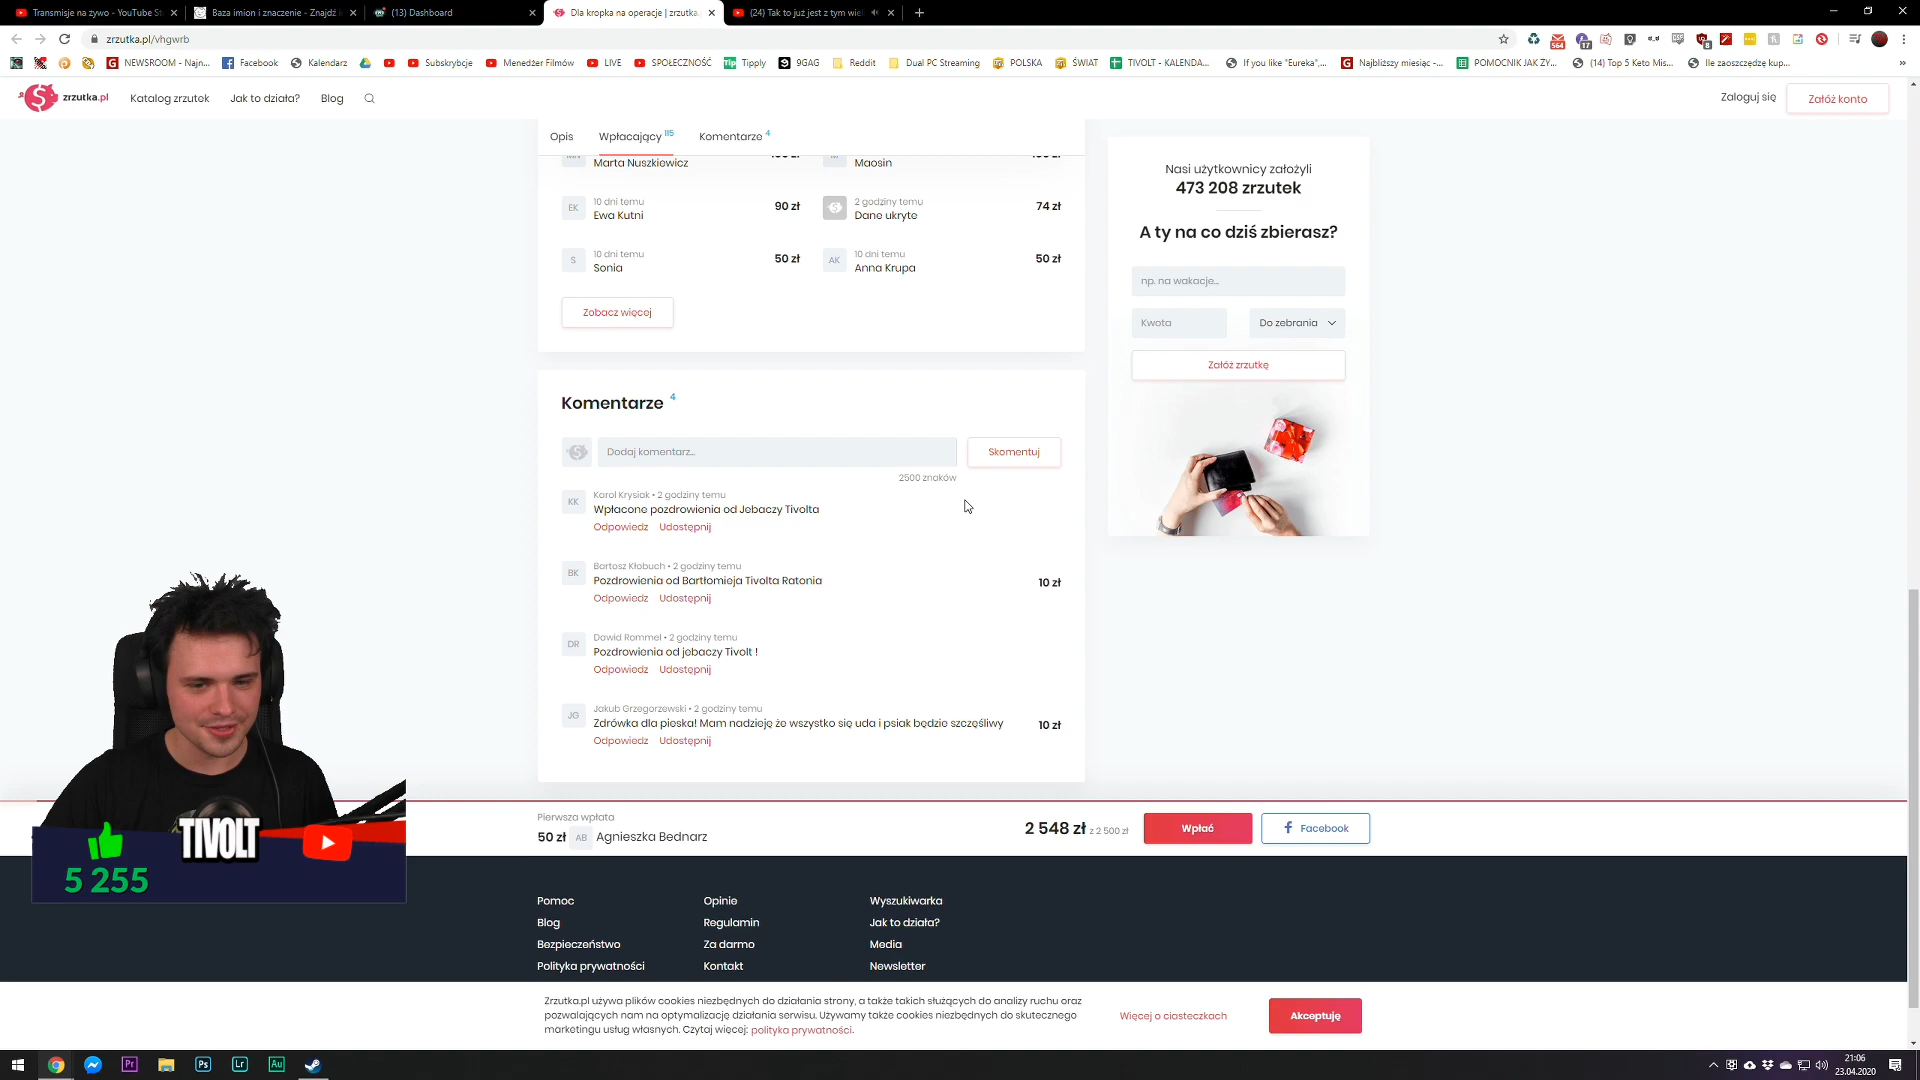 Transmisje na żywo - YouTube St
Baza imion i znaczenie - Znajdź i
(13) Dashboard
Dla kropka na operacje | zrzutka.
(24) Tak to już jest z tym wiel
zrzutka.pl/vhgwrb
NEWSROOM - Najn...
Facebook
Kalendarz
Subskrybcje
Menedżer Filmów
LIVE
SPOŁECZNOŚĆ
Tipply
9GAG
Reddit
Dual PC Streaming
POLSKA
ŚWIAT
TIVOLT - KALENDA...
If you like "Eureka",...
Najbliższy miesiąc -...
POMOCNIK JAK ŻY...
(14) Top 5 Keto Mis...
Ile zaoszczędzę kup...
zrzutka.pl
Katalog zrzutek
Jak to działa?
Blog
Zaloguj się
Załóż konto
Opis
Wpłacający 115
Komentarze 4
Marta Nuszkiewicz
Maosin
EK
10 dni temu
Ewa Kutni
90 zł
2 godziny temu
Dane ukryte
74 zł
S
10 dni temu
Sonia
50 zł
AK
10 dni temu
Anna Krupa
50 zł
Zobacz więcej
Nasi użytkownicy założyli
473 208 zrzutek
A ty na co dziś zbierasz?
np. na wakacje...
Kwota
Do zebrania
Załóż zrzutkę
Komentarze 4
Dodaj komentarz...
Skomentuj
2500 znaków
KK
Karol Krysiak • 2 godziny temu
Wpłacone pozdrowienia od Jebaczy Tivolta
Odpowiedz Udostępnij
BK
Bartosz Kłobuch • 2 godziny temu
Pozdrowienia od Bartłomieja Tivolta Ratonia
10 zł
Odpowiedz Udostępnij
DR
Dawid Rommel • 2 godziny temu
Pozdrowienia od jebaczy Tivolt !
Odpowiedz Udostępnij
JG
Jakub Grzegorzewski • 2 godziny temu
Zdrówka dla pieska! Mam nadzieję że wszystko się uda i psiak będzie szczęśliwy
10 zł
Odpowiedz Udostępnij
TIVOLT
5 255
Pierwsza wpłata
50 zł AB Agnieszka Bednarz
2 548 zł z 2 500 zł
Wpłać
Facebook
Pomoc
Opinie
Wyszukiwarka
Blog
Regulamin
Jak to działa?
Bezpieczeństwo
Za darmo
Media
Polityka prywatności
Kontakt
Newsletter
Zrzutka.pl używa plików cookies niezbędnych do działania strony, a także takich służących do analizy ruchu oraz
pozwalających nam na optymalizację działania serwisu. Używamy także cookies niezbędnych do skutecznego
marketingu usług własnych. Czytaj więcej: polityka prywatności.
Więcej o ciasteczkach
Akceptuję
Pr
Ps
Lr
Au
21:06
23.04.2020